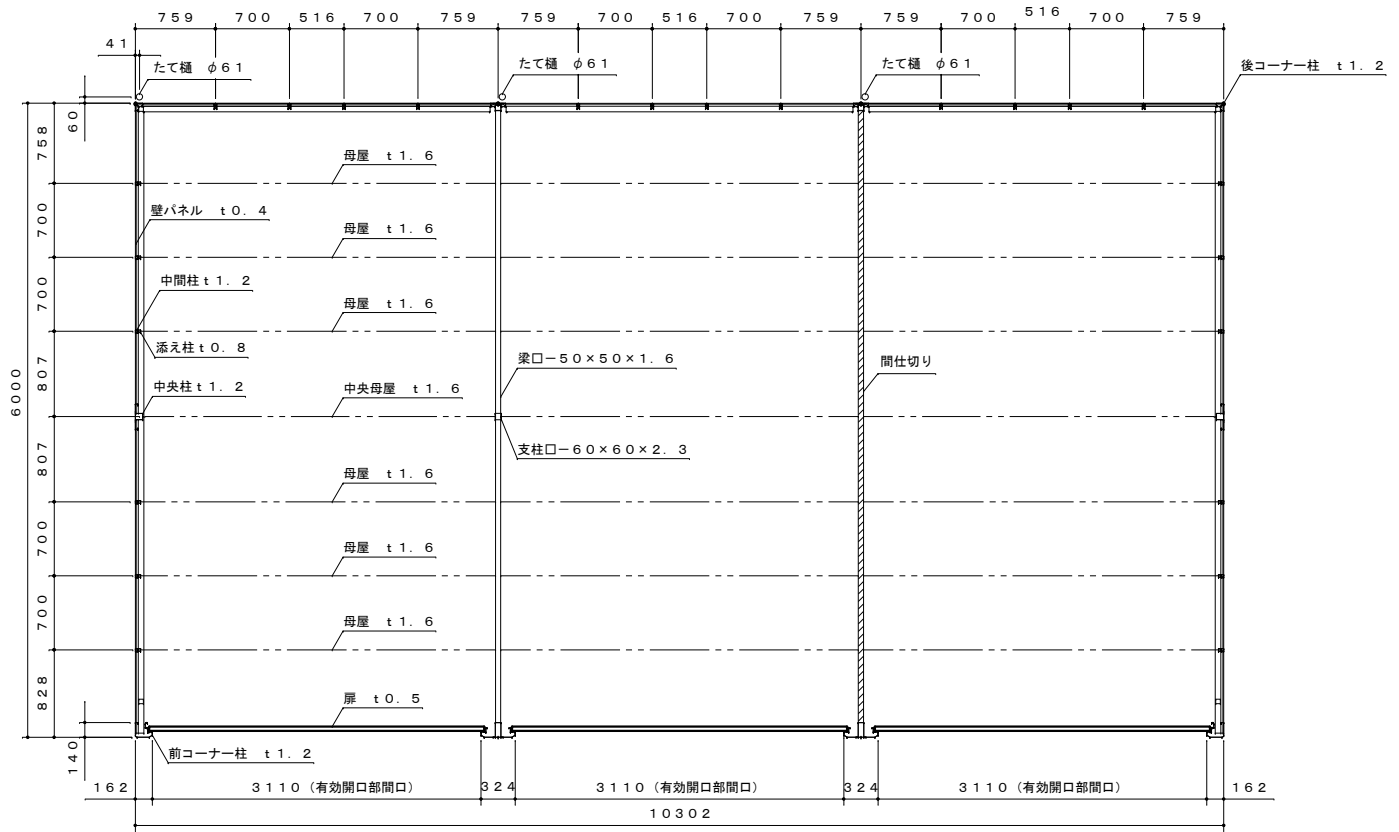 759 700 516 700 759 759 700 516 700 759 759 700 516 700 759
41
たて樋 φ61
たて樋 φ61
たて樋 φ61
後コーナー柱 t1.2
60
758
母屋 t1.6
700
壁パネル t0.4
母屋 t1.6
700
中間柱t1.2
母屋 t1.6
添え柱t0.8
807
梁口-50×50×1.6
間仕切り
6000
中央柱t1.2
中央母屋 t1.6
807
支柱口-60×60×2.3
母屋 t1.6
700
母屋 t1.6
700
母屋 t1.6
828
扉 t0.5
140
前コーナー柱 t1.2
162 3110(有効開口部間口) 324 3110(有効開口部間口) 324 3110(有効開口部間口) 162
10302